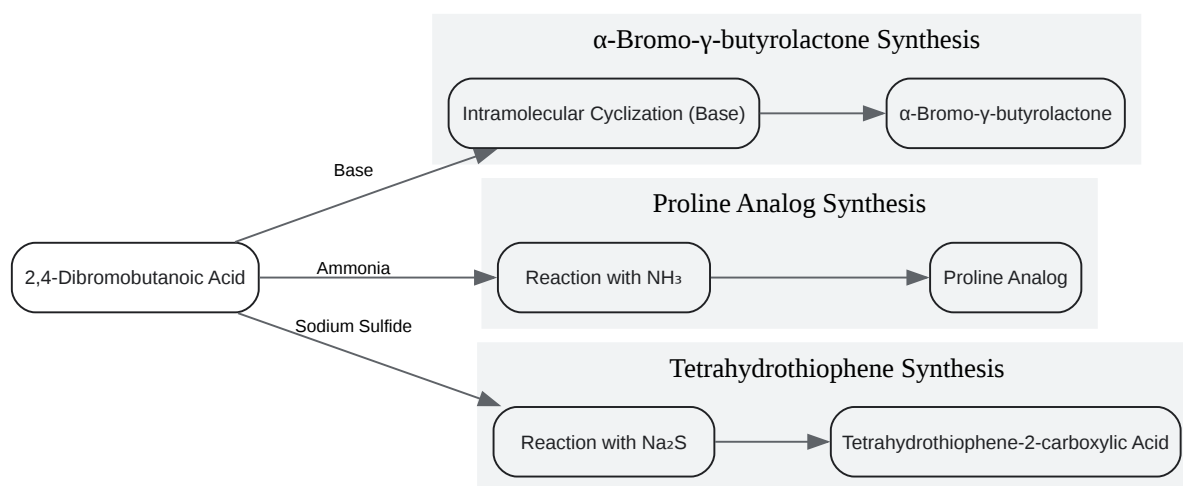 α-Bromo-γ-butyrolactone Synthesis
Intramolecular Cyclization (Base)
α-Bromo-γ-butyrolactone
Base
Proline Analog Synthesis
2,4-Dibromobutanoic Acid
Ammonia
Reaction with NH₃
Proline Analog
Sodium Sulfide
Tetrahydrothiophene Synthesis
Reaction with Na₂S
Tetrahydrothiophene-2-carboxylic Acid